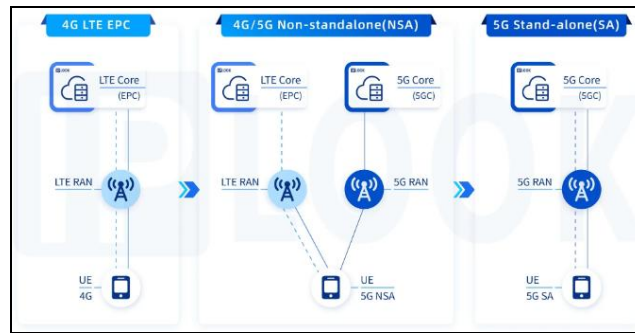 4G LTE EPC
LTE Core
(EPC)
LTE RAN
UE
4G
4G/5G Non-standalone(NSA)
LTE Core
(EPC)
5G Core
(5GC)
LTE RAN
5G RAN
UE
5G NSA
5G Stand-alone(SA)
5G Core
(5GC)
5G RAN
UE
5G SA
IPLOOK